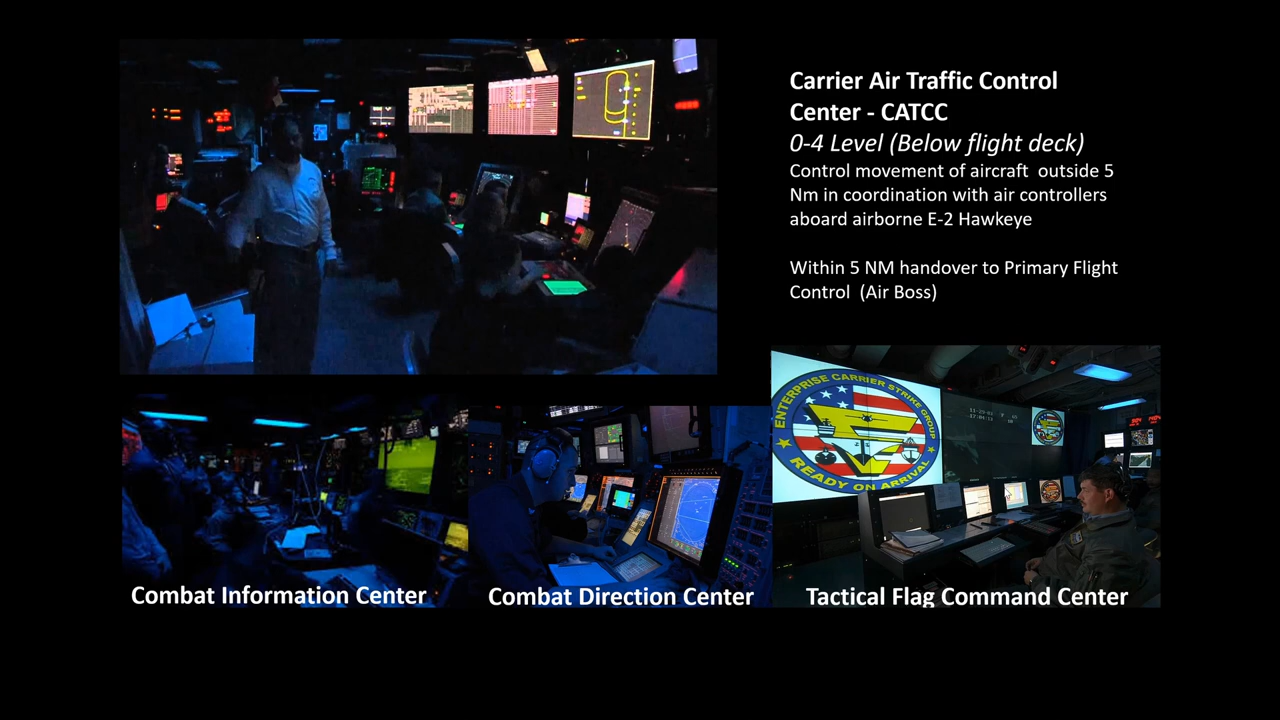 Carrier Air Traffic Control
Center - CATCC
0-4 Level (Below flight deck)
Control movement of aircraft  outside 5
Nm in coordination with air controllers
aboard airborne E-2 Hawkeye
Within 5 NM handover to Primary Flight
Control  (Air Boss)
ENTERPRISE CARRIER STRIKE GROUP
READY ON ARRIVAL
Combat Information Center
Combat Direction Center
Tactical Flag Command Center